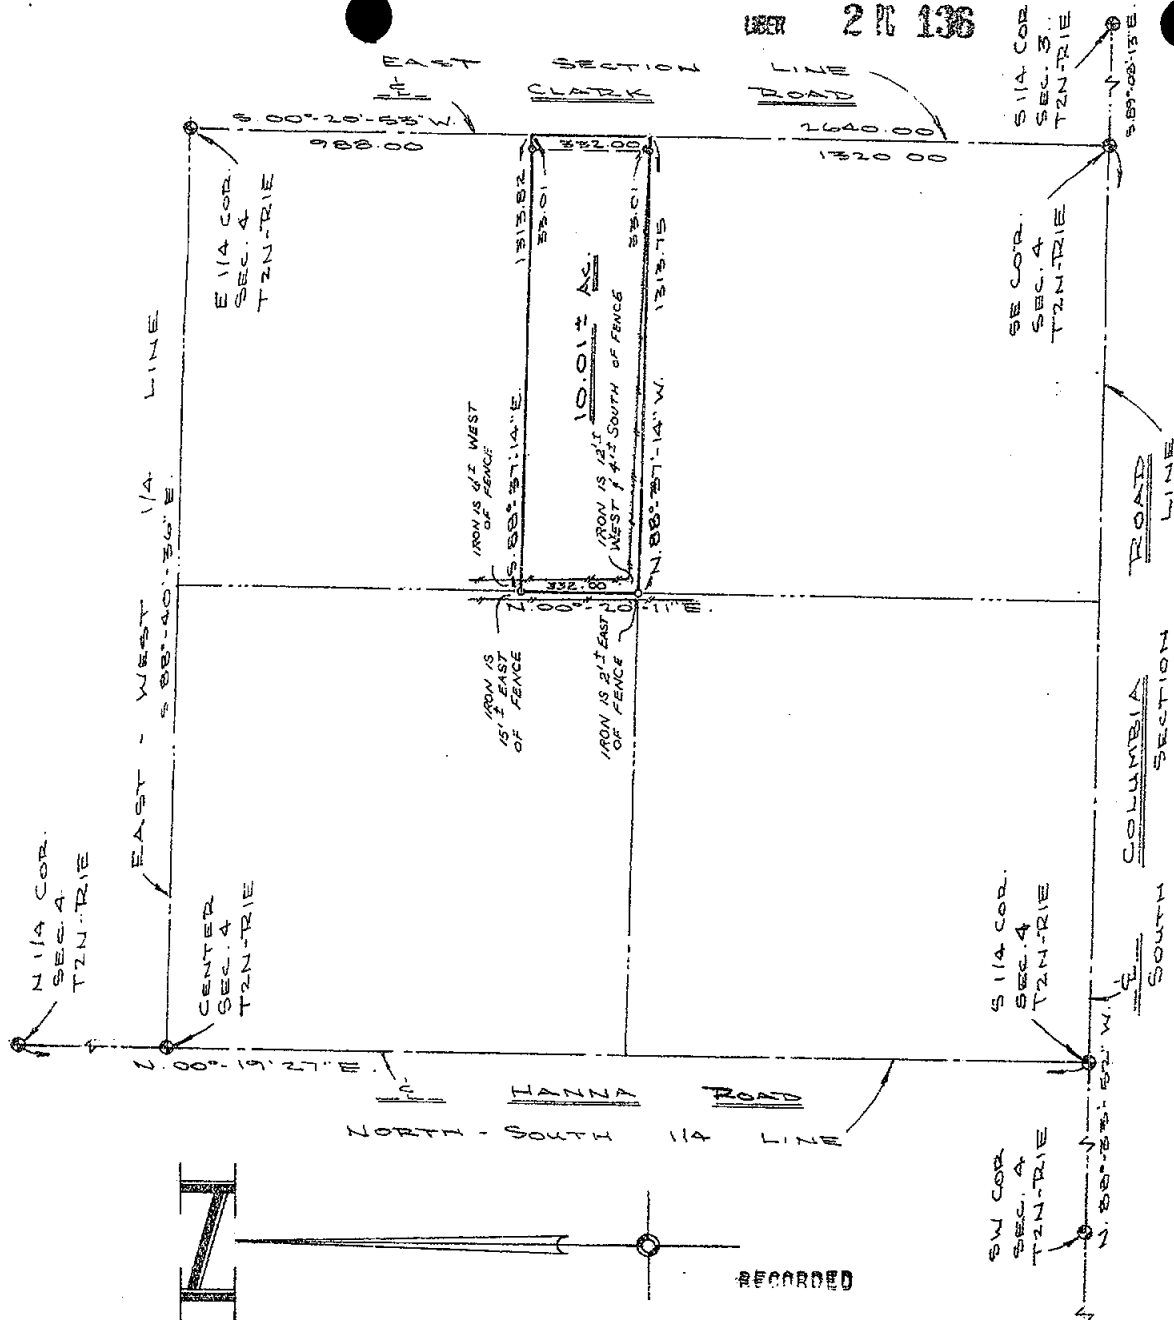 LIBER 2 PG 136
EAST SECTION LINE
CLARK ROAD
S. 00°-20'-53" W.
988.00
332.00
2640.00
1320.00
S 1/4 COR
SEC. 3
T2N-R1E
S.89°-08'-13"E.
E 1/4 COR.
SEC. 4
T2N-R1E
1313.82
33.01
33.01
1313.75
SE COR.
SEC. 4
T2N-R1E
10.01± AC.
S. 88°-37'-14" E.
N. 88°-37'-14" W.
IRON IS 6'± WEST
OF FENCE
IRON IS 12'±
WEST & 4'± SOUTH OF FENCE
332.00
N. 00°-20'-11" E.
IRON IS
15'± EAST
OF FENCE
IRON IS 2'± EAST
OF FENCE
EAST - WEST 1/4 LINE
S 88°-40'-36" E.
COLUMBIA ROAD
SOUTH SECTION LINE
N 1/4 COR.
SEC. 4
T2N-R1E
CENTER
SEC. 4
T2N-R1E
S 1/4 COR.
SEC. 4
T2N-R1E
N. 00°-19'-27" E.
HANNA ROAD
NORTH - SOUTH 1/4 LINE
SW COR
SEC. 4
T2N-R1E
N. 88°-33'-52" W.
N
RECORDED